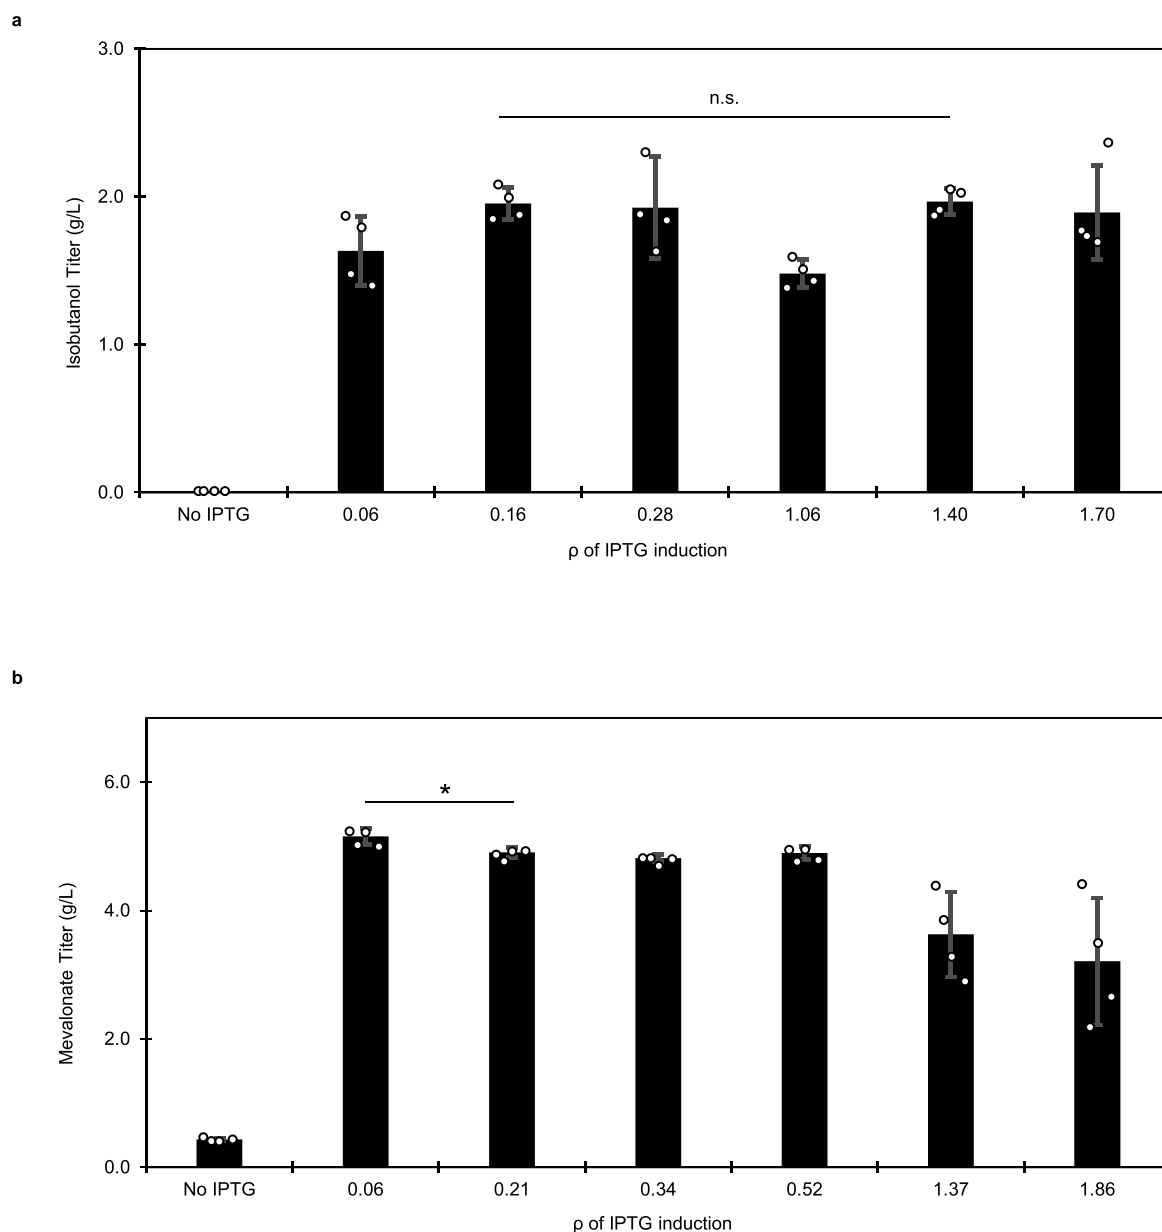 a
3.0
n.s.
2.0
Isobutanol Titer (g/L)
1.0
0.0
No IPTG 0.06 0.16 0.28 1.06 1.40 1.70
ρ of IPTG induction
b
6.0
*
4.0
Mevalonate Titer (g/L)
2.0
0.0
No IPTG 0.06 0.21 0.34 0.52 1.37 1.86
ρ of IPTG induction